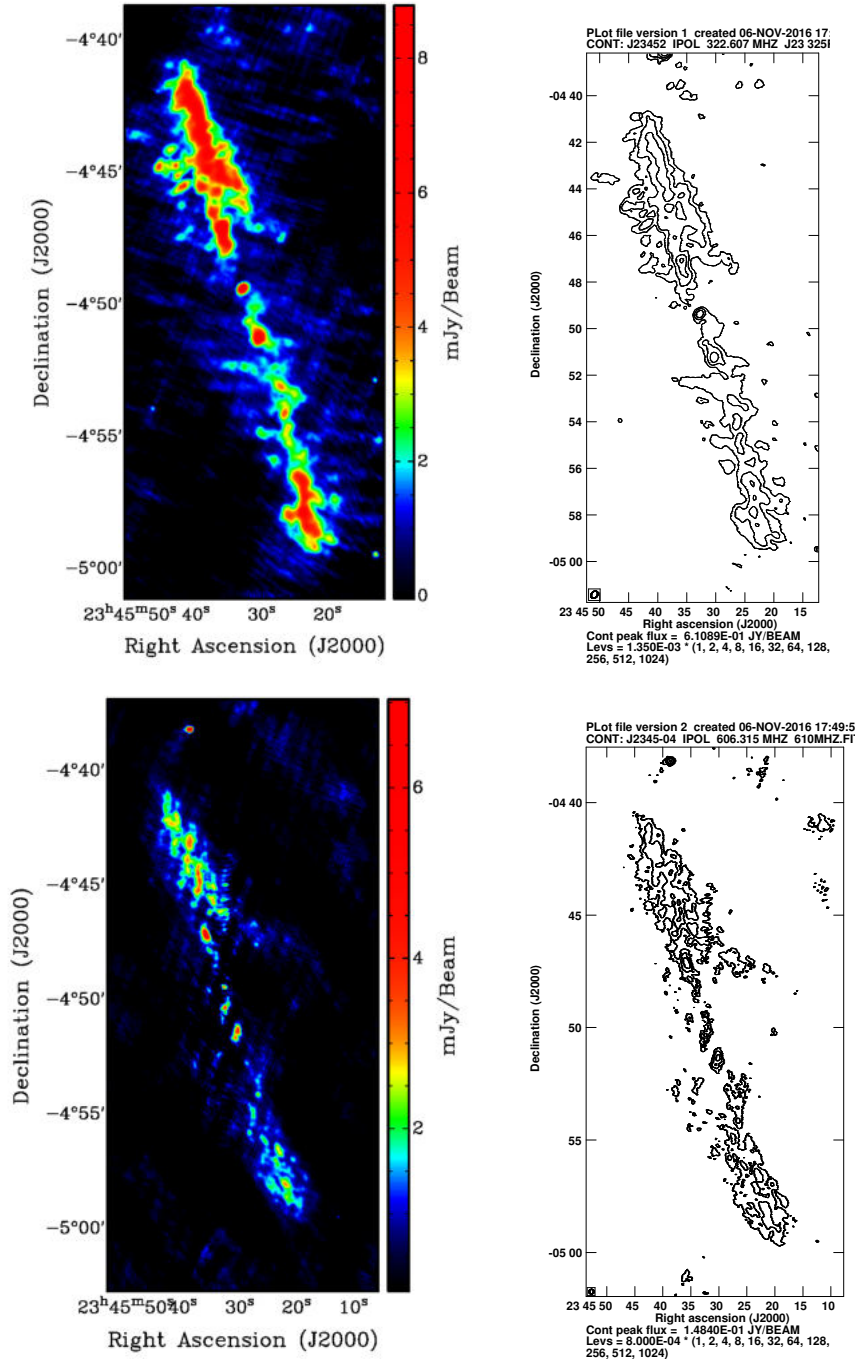 −4°40′
−4°45′
−4°50′
−4°55′
−5°00′
Declination (J2000)
23ʰ45ᵐ50ˢ 40ˢ 30ˢ 20ˢ
Right Ascension (J2000)
8
6
4
2
0
mJy/Beam
PLot file version 1 created 06-NOV-2016 17:
CONT: J23452 IPOL 322.607 MHZ J23 325
Declination (J2000)
-04 40
42
44
46
48
50
52
54
56
58
-05 00
23 45 50 45 40 35 30 25 20 15 12
Right ascension (J2000)
Cont peak flux = 6.1089E-01 JY/BEAM
Levs = 1.350E-03 * (1, 2, 4, 8, 16, 32, 64, 128,
256, 512, 1024)
−4°40′
−4°45′
−4°50′
−4°55′
−5°00′
Declination (J2000)
23ʰ45ᵐ50ˢ40ˢ 30ˢ 20ˢ 10ˢ
Right Ascension (J2000)
6
4
2
mJy/Beam
PLot file version 2 created 06-NOV-2016 17:49:5
CONT: J2345-04 IPOL 606.315 MHZ 610MHZ.FI
Declination (J2000)
-04 40
45
50
55
-05 00
23 45 50 45 40 35 30 25 20 15 10
Right ascension (J2000)
Cont peak flux = 1.4840E-01 JY/BEAM
Levs = 8.000E-04 * (1, 2, 4, 8, 16, 32, 64, 128,
256, 512, 1024)